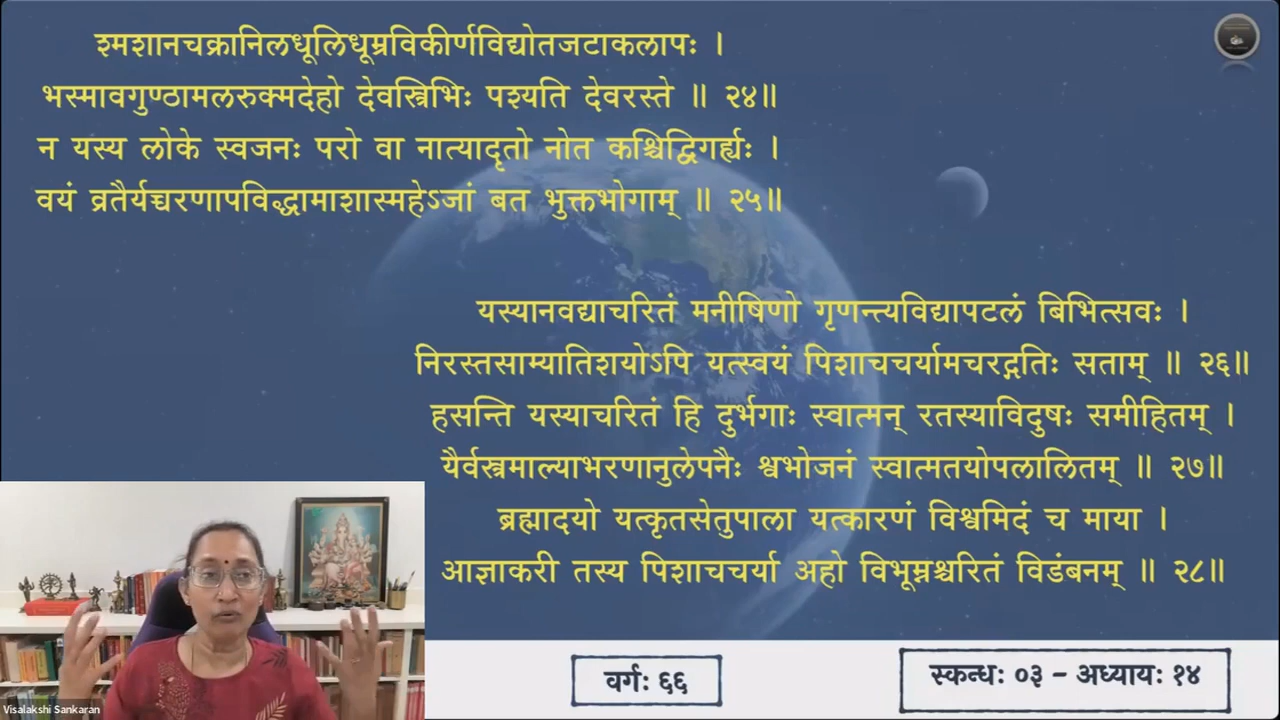 श्मशानचक्रानिलधूलिधूम्रविकीर्णविद्योतजटाकलापः ।
भस्मावगुण्ठामलरुक्मदेहो देवस्त्रिभिः पश्यति देवरस्ते ॥ २४॥
न यस्य लोके स्वजनः परो वा नात्यादृतो नोत कश्चिद्विगर्ह्यः ।
वयं व्रतैर्यच्चरणापविद्धामाशास्महेऽजां बत भुक्तभोगाम् ॥ २५॥
यस्यानवद्याचरितं मनीषिणो गृणन्त्यविद्यापटलं बिभित्सवः ।
निरस्तसाम्यातिशयोऽपि यत्स्वयं पिशाचचर्यामचरद्गतिः सताम् ॥ २६॥
हसन्ति यस्याचरितं हि दुर्भगाः स्वात्मन् रतस्याविदुषः समीहितम् ।
यैर्वस्त्रमाल्याभरणानुलेपनैः श्वभोजनं स्वात्मतयोपलालितम् ॥ २७॥
ब्रह्मादयो यत्कृतसेतुपाला यत्कारणं विश्वमिदं च माया ।
आज्ञाकरी तस्य पिशाचचर्या अहो विभूम्नश्चरितं विडंबनम् ॥ २८॥
Visalakshi Sankaran
वर्गः ६६
स्कन्धः ०३ – अध्यायः १४